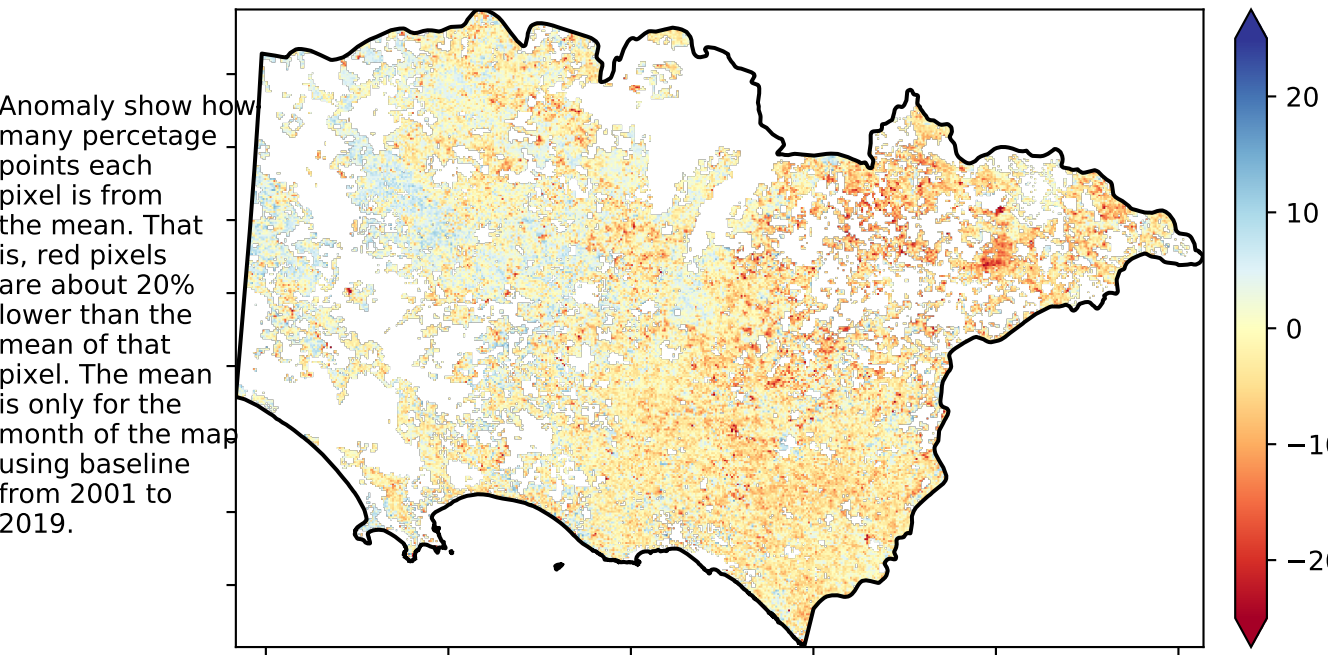 Anomaly show how
many percetage
points each
pixel is from
the mean. That
is, red pixels
are about 20%
lower than the
mean of that
pixel. The mean
is only for the
month of the map
using baseline
from 2001 to
2019.
20
10
0
−10
−20